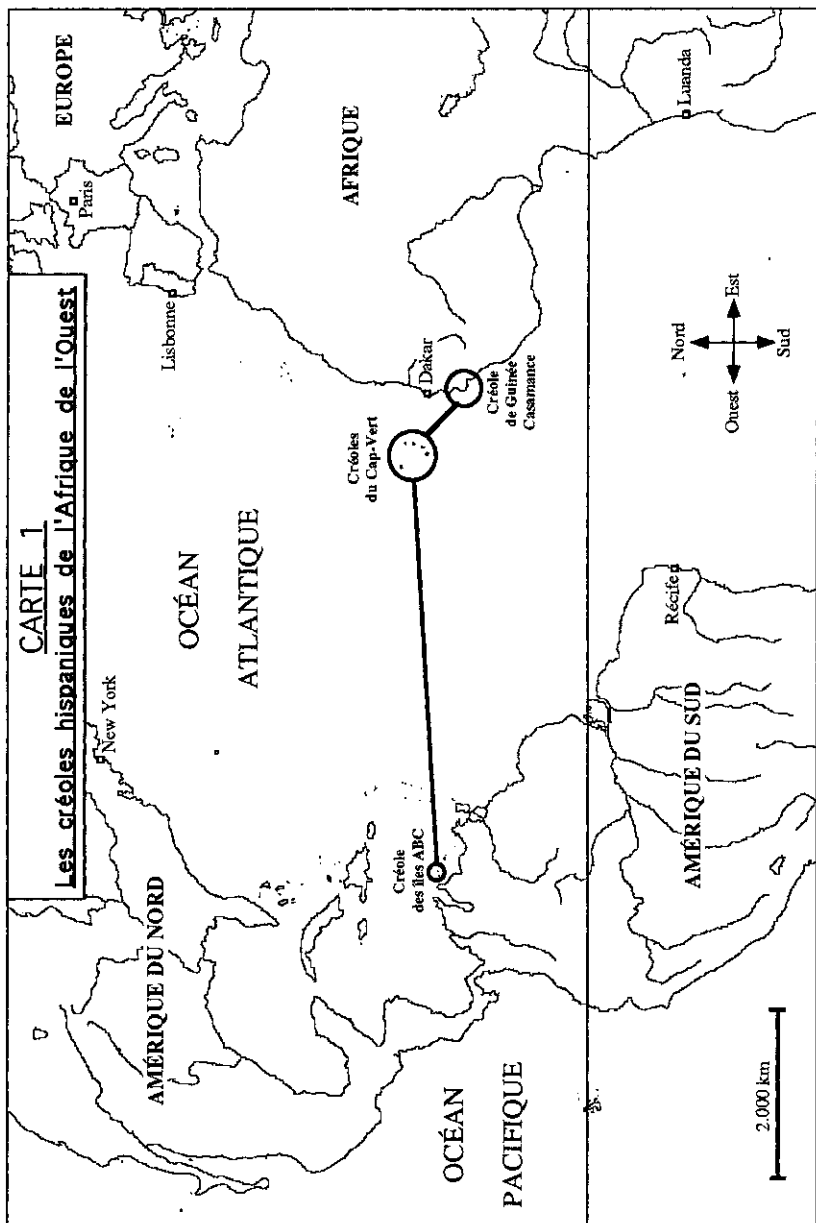 CARTE 1
Les créoles hispaniques de l'Afrique de l'Ouest
EUROPE
Paris
Lisbonne
AMÉRIQUE DU NORD
New York
OCÉAN
ATLANTIQUE
AFRIQUE
Dakar
Créoles
du Cap-Vert
Créole
de Guinée
Casamance
Créole
des îles ABC
OCÉAN
PACIFIQUE
AMÉRIQUE DU SUD
Récife
Luanda
Nord
Ouest
Est
Sud
2.000 km